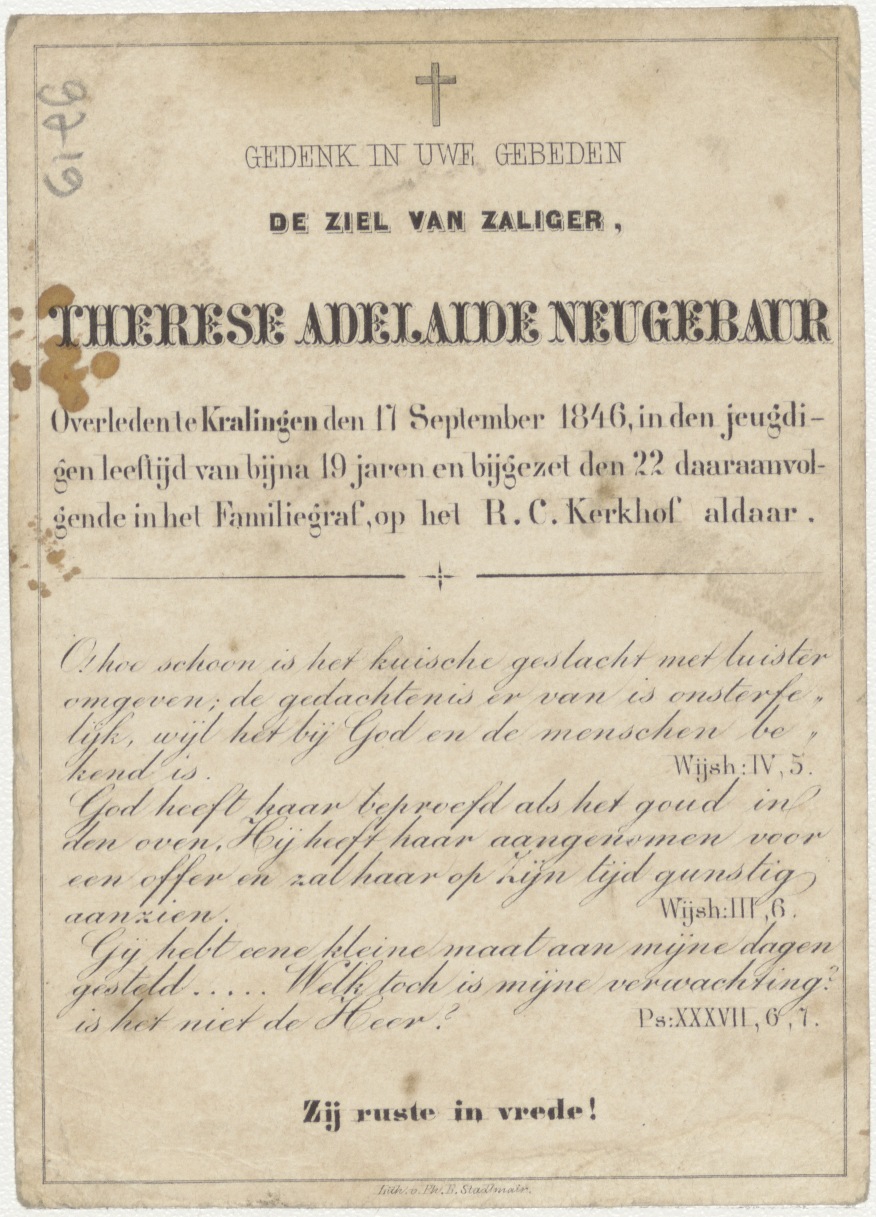 GEDENK IN UWE GEBEDEN
DE ZIEL VAN ZALIGER,
THERESE ADELAIDE NEUGEBAUR
Overleden te Kralingen den 17 September 1846, in den jeugdi-
gen leeftijd van bijna 19 jaren en bijgezet den 22 daaraanvol-
gende in het Familiegraf, op het R. C. Kerkhof aldaar.
O! hoe schoon is het kuische geslacht met luister
omgeven; de gedachtenis er van is onsterfe„
lijk, wijl het bij God en de menschen be„
kend is. Wijsh: IV, 5.
God heeft haar beproefd als het goud in
den oven, Hij heeft haar aangenomen voor
een offer en zal haar op Zijn tijd gunstig
aanzien. Wijsh: III, 6.
Gij hebt eene kleine maat aan mijne dagen
gesteld ..... Welk toch is mijne verwachting?
is het niet de Heer? Ps: XXXVII, 6, 7.
Zij ruste in vrede!
Lith. v. Ph. B.